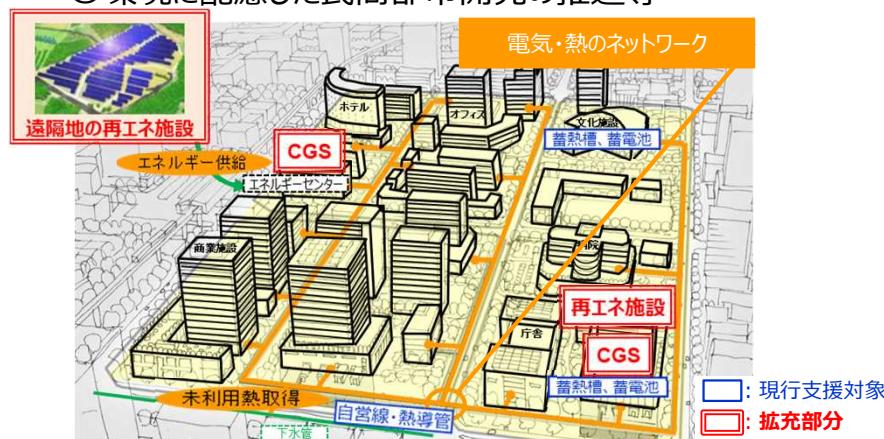 電気・熱のネットワーク
遠隔地の再エネ施設
ホテル
オフィス
文化施設
蓄熱槽、蓄電池
CGS
エネルギー供給
エネルギーセンター
商業施設
病院
再エネ施設
庁舎
CGS
蓄熱槽、蓄電池
未利用熱取得
自営線・熱導管
下水管
: 現行支援対象
: 拡充部分